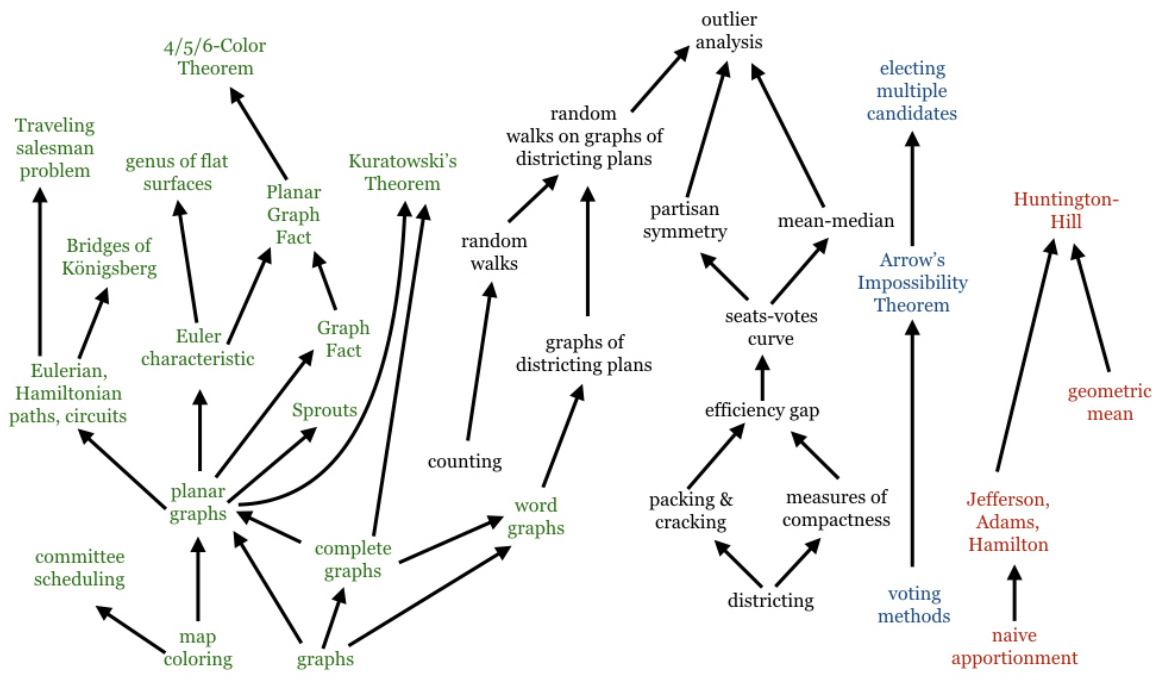 outlier
analysis
4/5/6-Color
Theorem
electing
multiple
candidates
Traveling
salesman
problem
random
walks on graphs of
districting plans
genus of flat
surfaces
Kuratowski's
Theorem
Planar
Graph
Fact
partisan
symmetry
mean-median
Huntington-
Hill
Bridges of
Königsberg
random
walks
Arrow's
Impossibility
Theorem
seats-votes
curve
Euler
characteristic
Graph
Fact
graphs of
districting plans
Eulerian,
Hamiltonian
paths, circuits
geometric
mean
Sprouts
efficiency gap
counting
planar
graphs
word
graphs
packing &
cracking
measures of
compactness
Jefferson,
Adams,
Hamilton
committee
scheduling
complete
graphs
districting
voting
methods
map
coloring
graphs
naive
apportionment